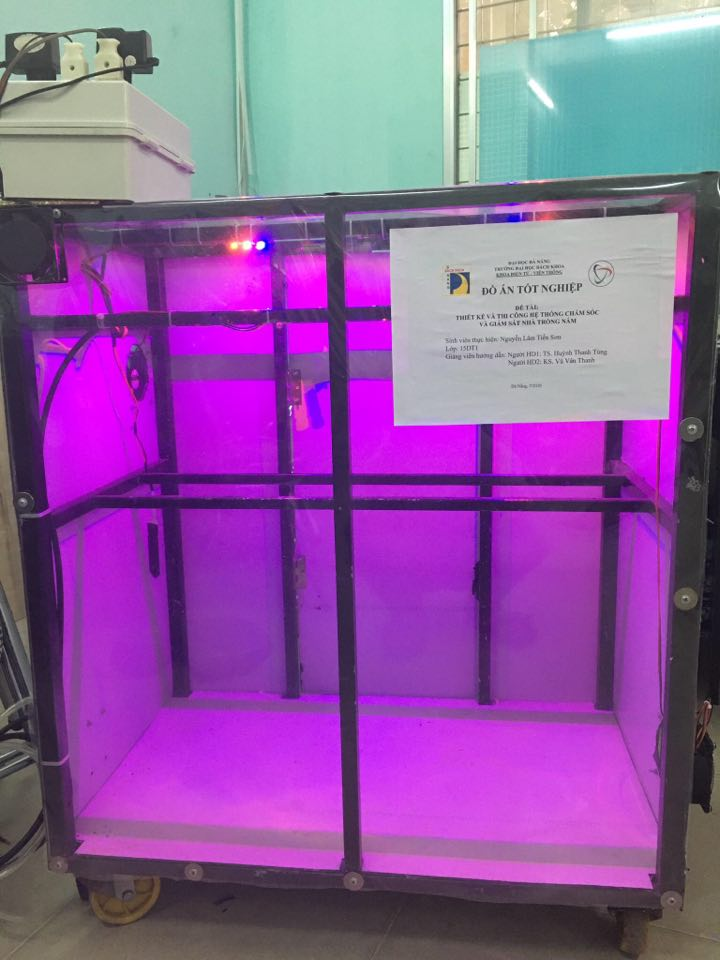 ĐẠI HỌC ĐÀ NẴNG
TRƯỜNG ĐẠI HỌC BÁCH KHOA
KHOA ĐIỆN TỬ - VIỄN THÔNG
ĐỒ ÁN TỐT NGHIỆP
ĐỀ TÀI:
THIẾT KẾ VÀ THI CÔNG HỆ THỐNG CHĂM SÓC
VÀ GIÁM SÁT NHÀ TRỒNG NẤM
Sinh viên thực hiện: Nguyễn Lâm Tiến Sơn
Lớp: 15DT1
Giảng viên hướng dẫn: Người HD1: TS. Huỳnh Thanh Tùng
Người HD2: KS. Vũ Vân Thanh
Đà Nẵng,